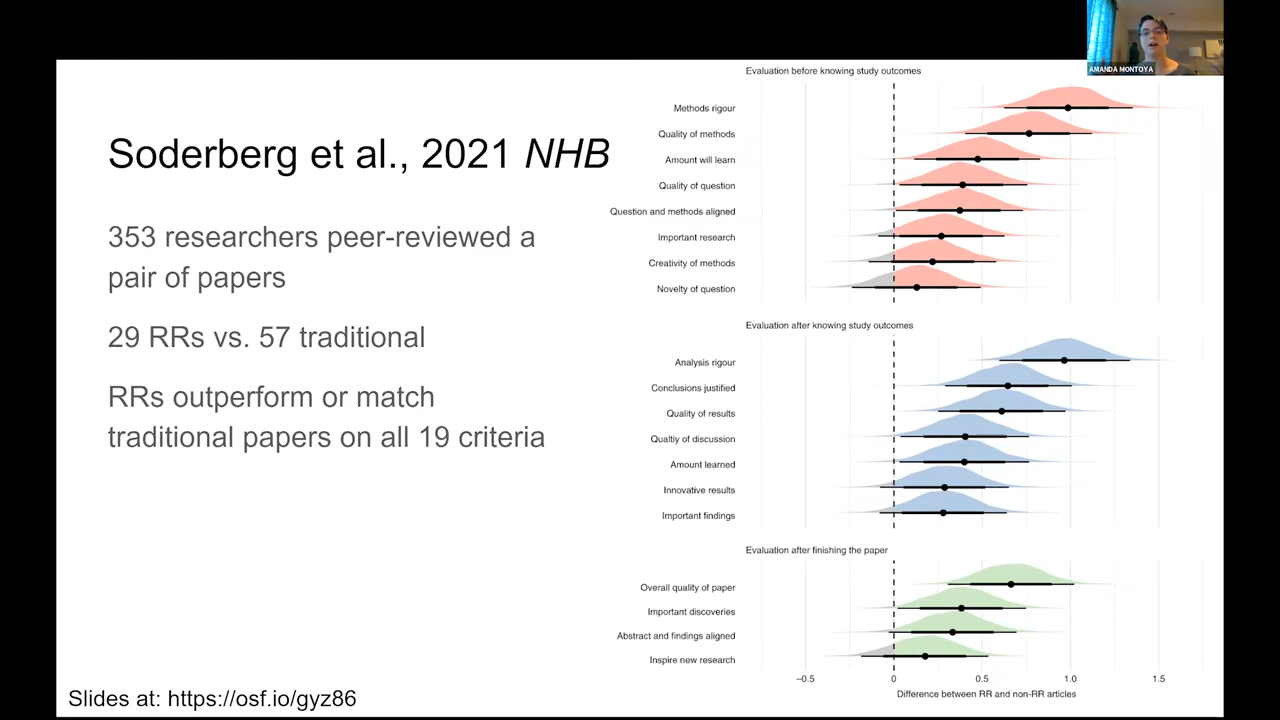 AMANDA MONTOYA
Soderberg et al., 2021 NHB
353 researchers peer-reviewed a
pair of papers
29 RRs vs. 57 traditional
RRs outperform or match
traditional papers on all 19 criteria
Slides at: https://osf.io/gyz86
Evaluation before knowing study outcomes
Methods rigour
Quality of methods
Amount will learn
Quality of question
Question and methods aligned
Important research
Creativity of methods
Novelty of question
Evaluation after knowing study outcomes
Analysis rigour
Conclusions justified
Quality of results
Qualtiy of discussion
Amount learned
Innovative results
Important findings
Evaluation after finishing the paper
Overall quality of paper
Important discoveries
Abstract and findings aligned
Inspire new research
−0.5 0 0.5 1.0 1.5
Difference between RR and non-RR articles